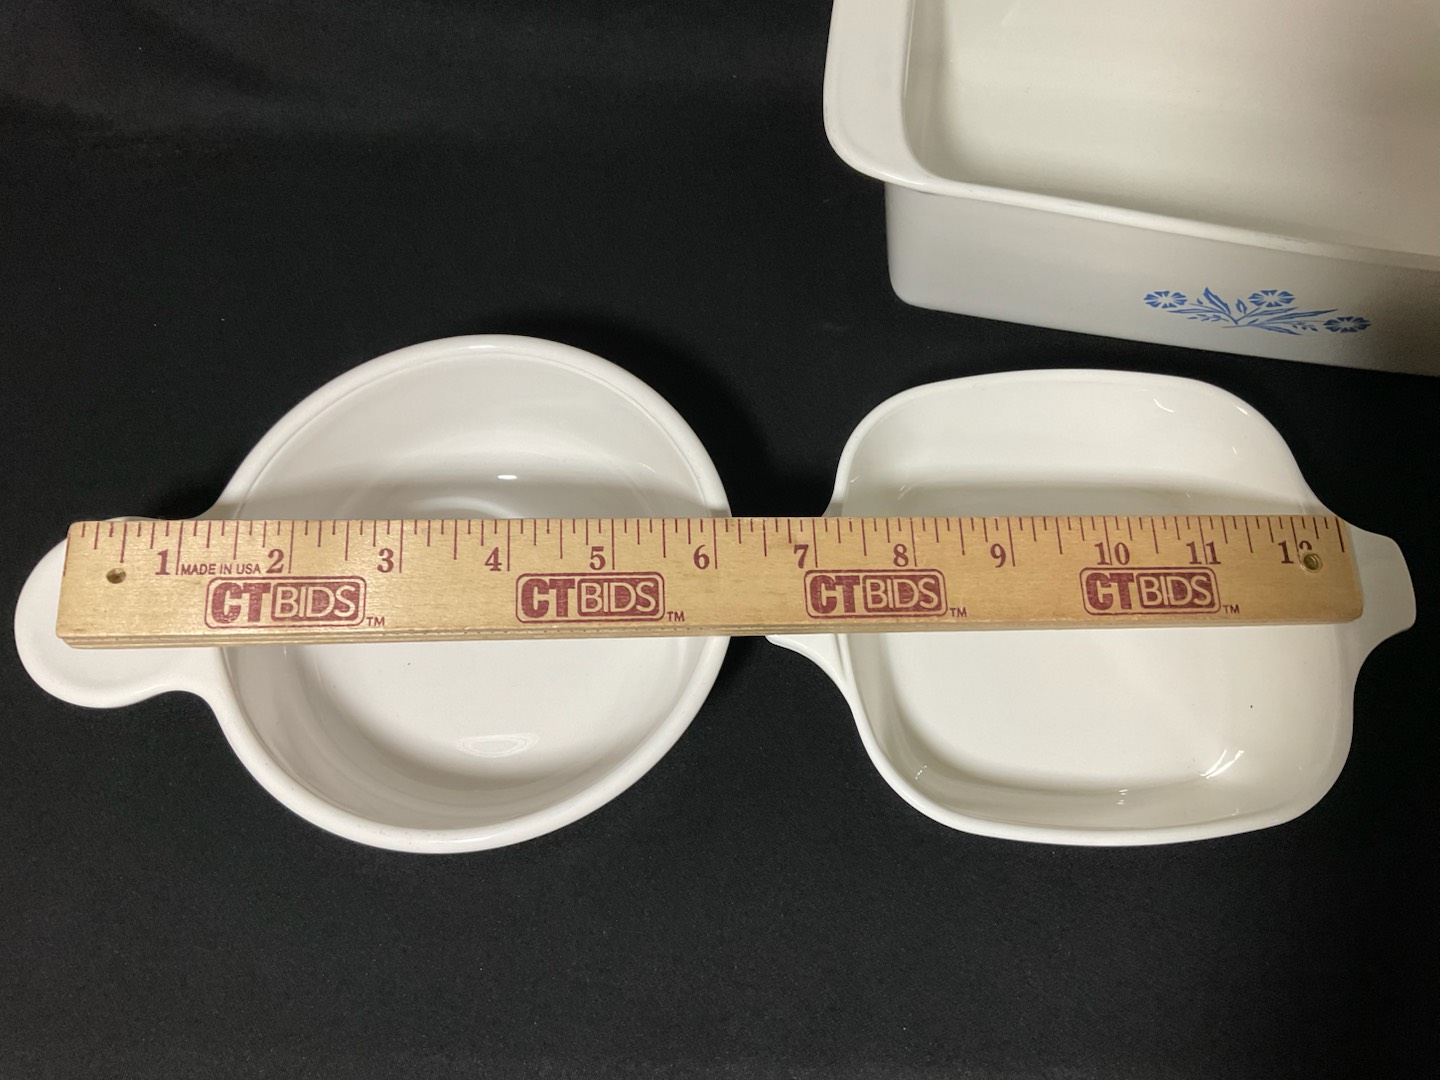 1 2 3 4 5 6 7 8 9 10 11 12
MADE IN USA
CTBIDS™ CTBIDS™ CTBIDS™ CTBIDS™